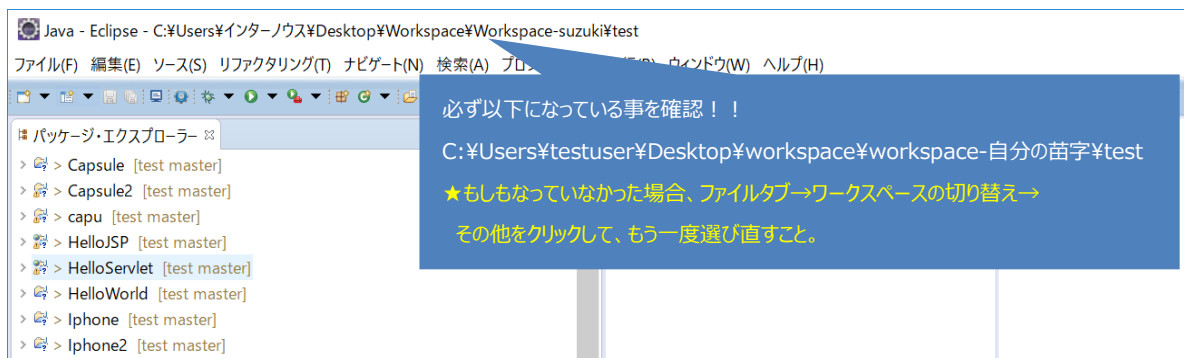 Java - Eclipse - C:¥Users¥インターノウス¥Desktop¥Workspace¥Workspace-suzuki¥test
ファイル(F) 編集(E) ソース(S) リファクタリング(T) ナビゲート(N) 検索(A) ウィンドウ(W) ヘルプ(H)
必ず以下になっている事を確認！！
C:¥Users¥testuser¥Desktop¥workspace¥workspace-自分の苗字¥test
★もしもなっていなかった場合、ファイルタブ→ワークスペースの切り替え→
その他をクリックして、もう一度選び直すこと。
パッケージ・エクスプローラー
> Capsule [test master]
> Capsule2 [test master]
> capu [test master]
> HelloJSP [test master]
> HelloServlet [test master]
> HelloWorld [test master]
> Iphone [test master]
> Iphone2 [test master]